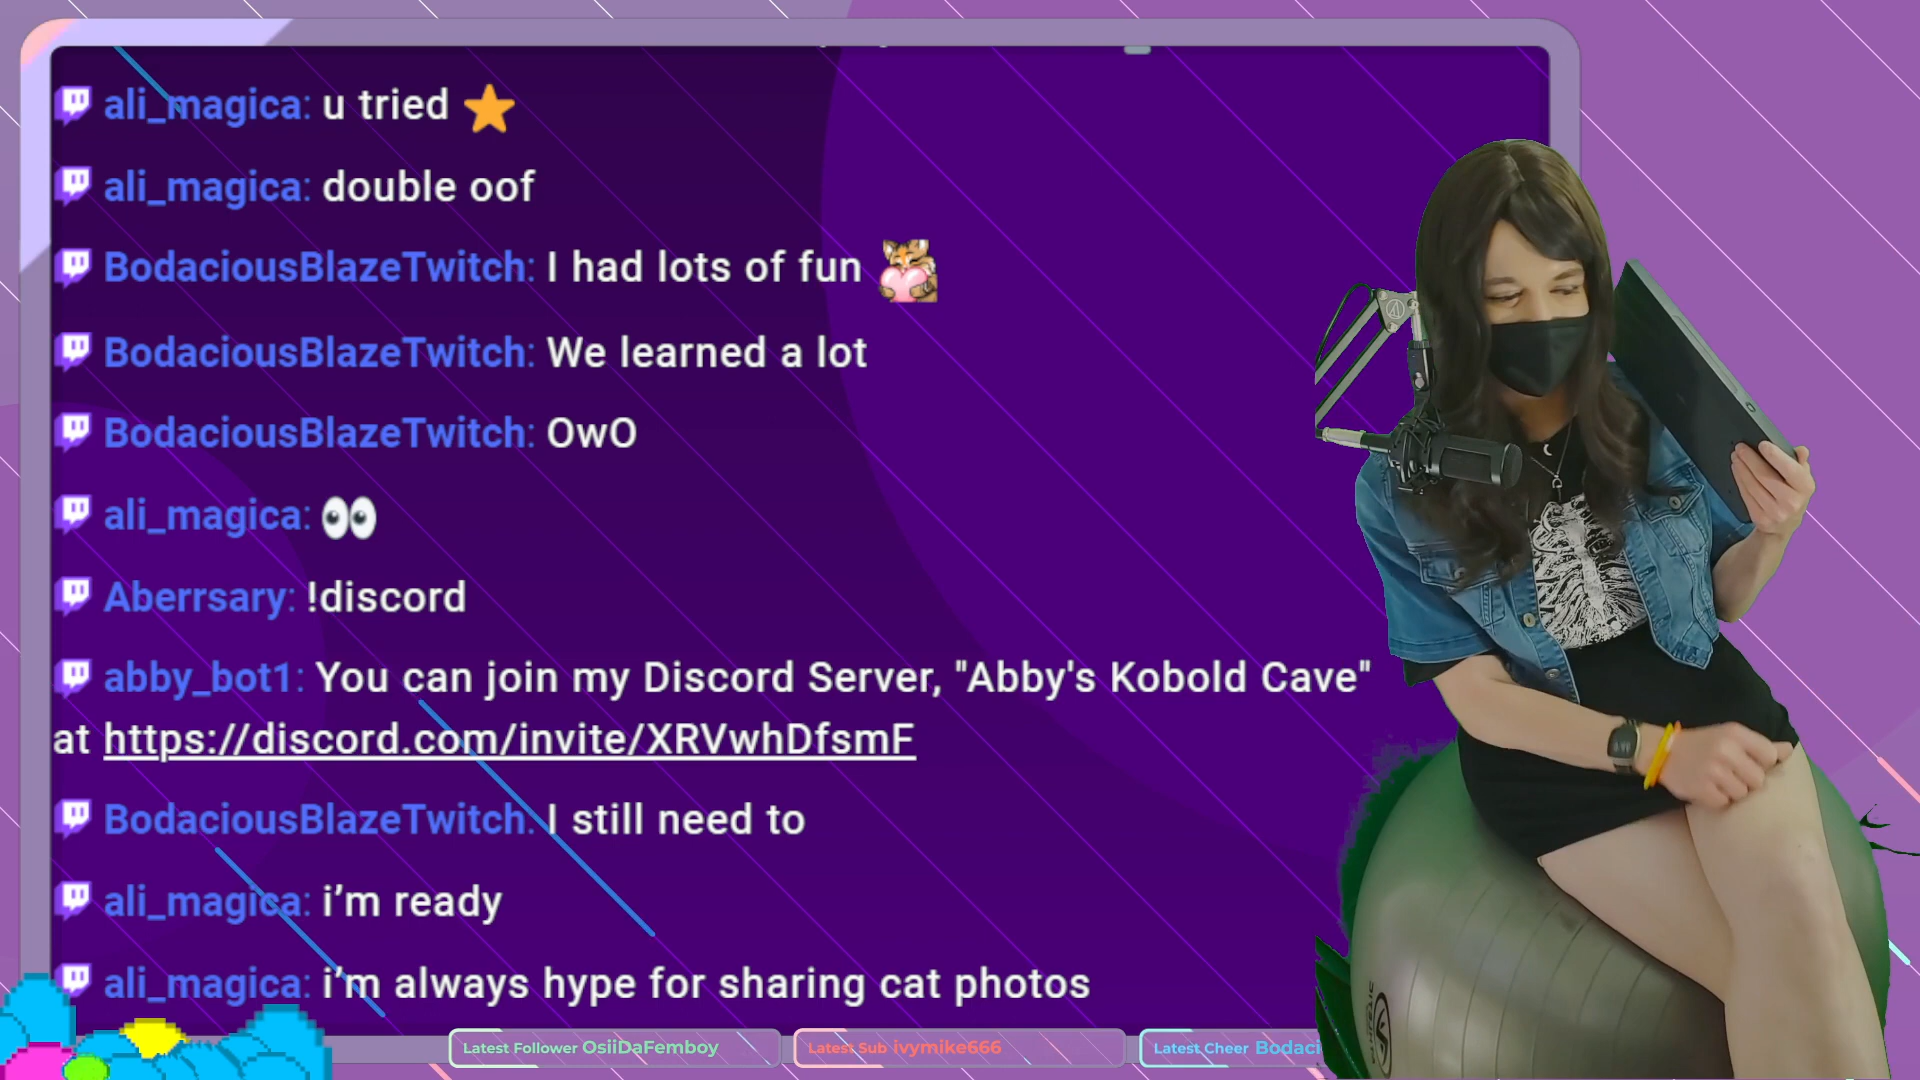 ali_magica: u tried
ali_magica: double oof
BodaciousBlazeTwitch: I had lots of fun
BodaciousBlazeTwitch: We learned a lot
BodaciousBlazeTwitch: OwO
ali_magica: 👀
Aberrsary: !discord
abby_bot1: You can join my Discord Server, "Abby's Kobold Cave"
at https://discord.com/invite/XRVwhDfsmF
BodaciousBlazeTwitch: I still need to
ali_magica: i’m ready
ali_magica: i’m always hype for sharing cat photos
Latest Follower OsiiDaFemboy
Latest Sub ivymike666
Latest Cheer Bodaci